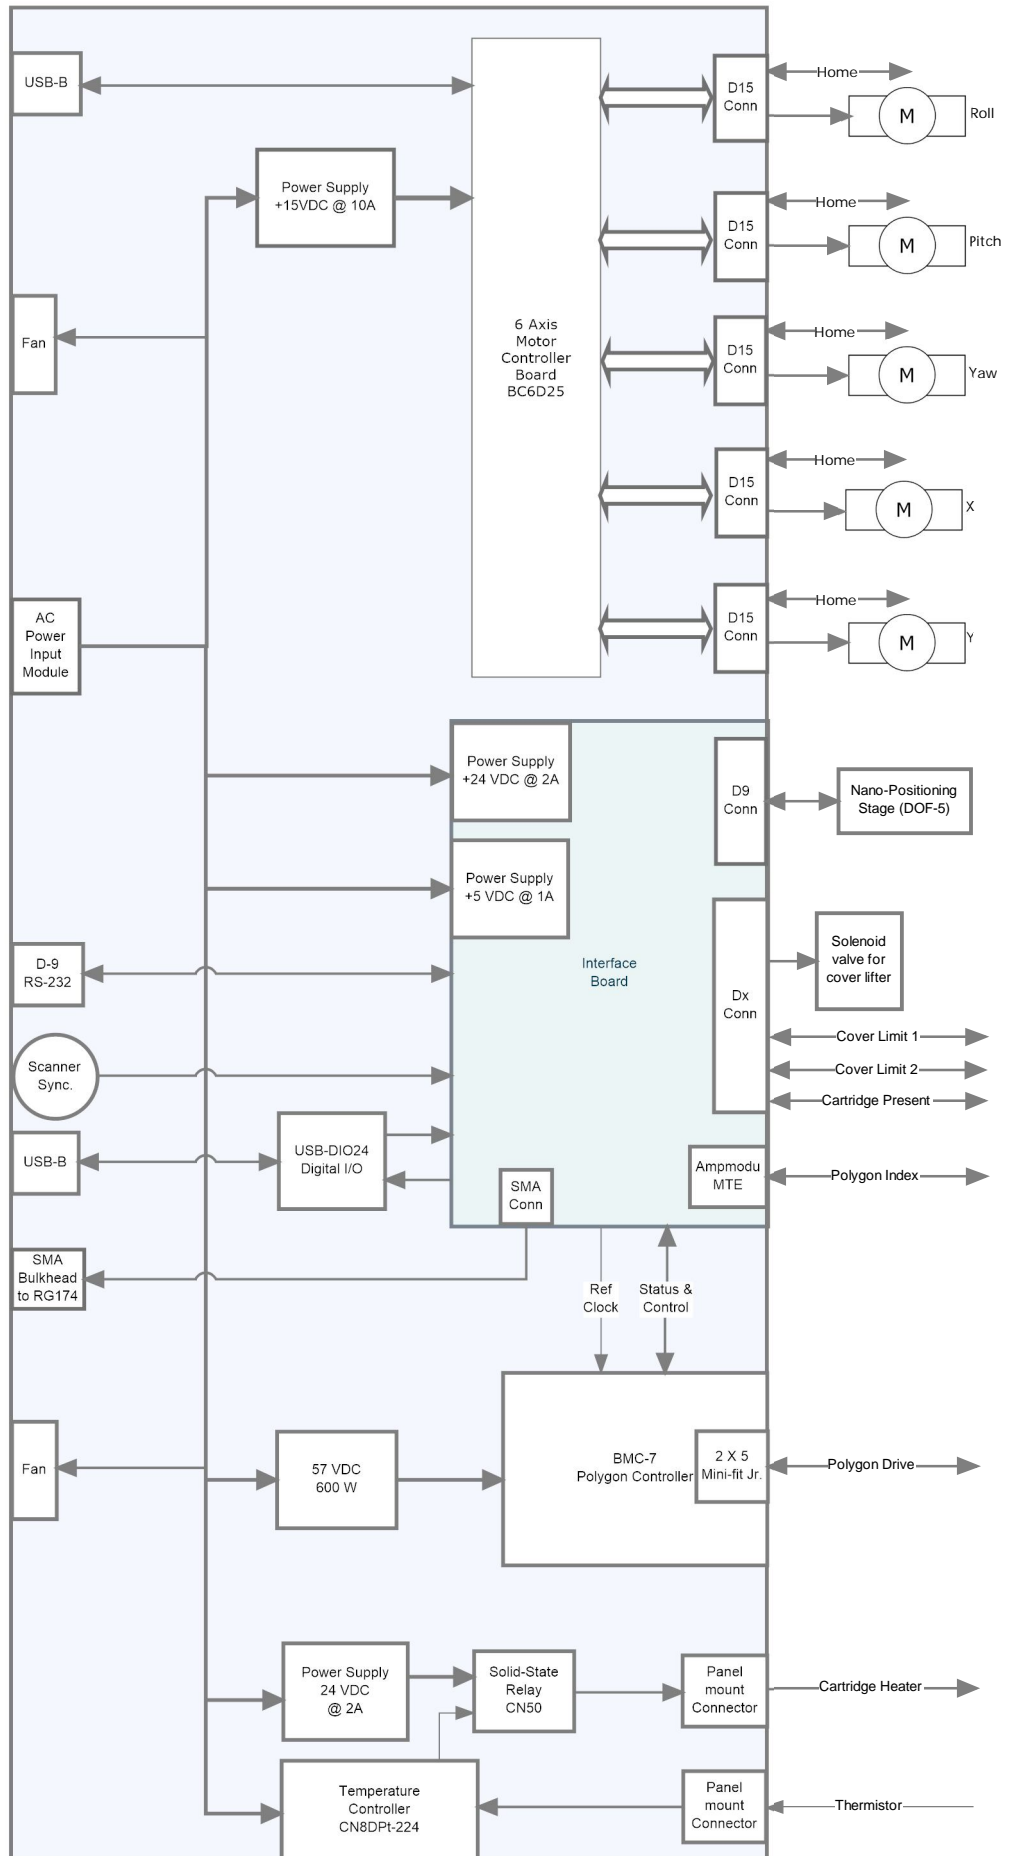 USB-B
D15
Conn
Home
M
Roll
Power Supply
+15VDC @ 10A
D15
Conn
Home
M
Pitch
Fan
6 Axis
Motor
Controller
Board
BC6D25
D15
Conn
Home
M
Yaw
D15
Conn
Home
M
X
AC
Power
Input
Module
D15
Conn
Home
M
Y
Power Supply
+24 VDC @ 2A
D9
Conn
Nano-Positioning
Stage (DOF-5)
Power Supply
+5 VDC @ 1A
D-9
RS-232
Interface
Board
Dx
Conn
Solenoid
valve for
cover lifter
Cover Limit 1
Cover Limit 2
Cartridge Present
Scanner
Sync.
USB-B
USB-DIO24
Digital I/O
SMA
Conn
Ampmodu
MTE
Polygon Index
SMA
Bulkhead
to RG174
Ref
Clock
Status &
Control
Fan
57 VDC
600 W
BMC-7
Polygon Controller
2 X 5
Mini-fit Jr.
Polygon Drive
Power Supply
24 VDC
@ 2A
Solid-State
Relay
CN50
Panel
mount
Connector
Cartridge Heater
Temperature
Controller
CN8DPt-224
Panel
mount
Connector
Thermistor